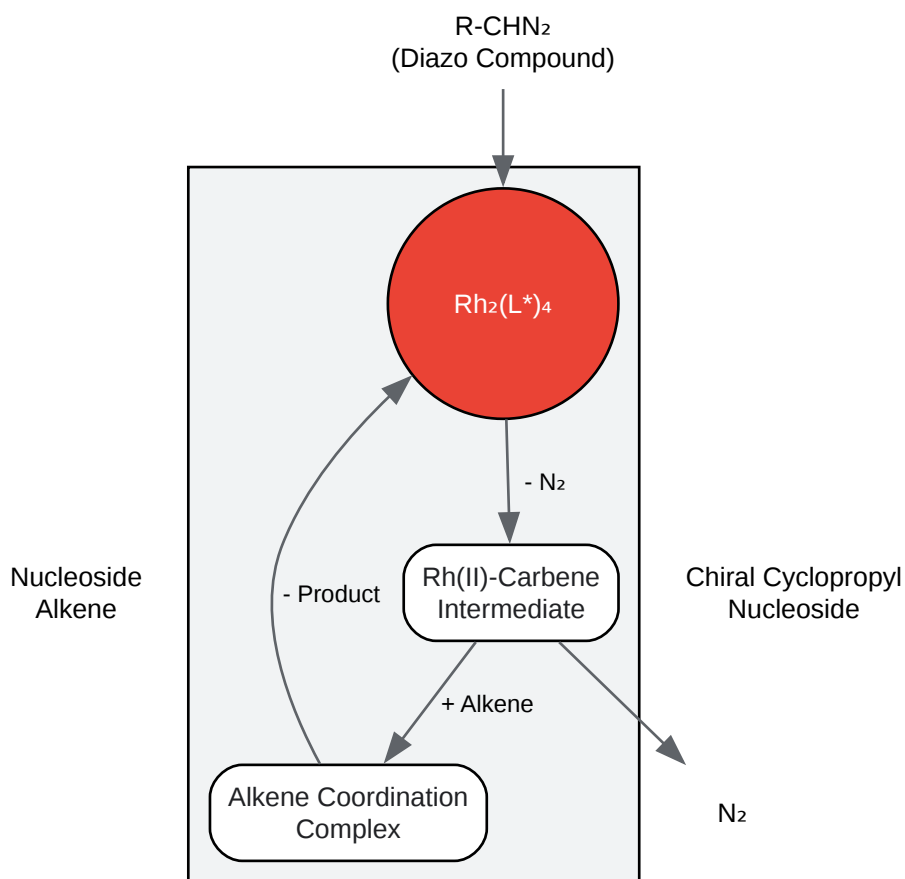 R-CHN₂
(Diazo Compound)
Rh₂(L*)₄
- N₂
Nucleoside
Alkene
- Product
Rh(II)-Carbene
Intermediate
Chiral Cyclopropyl
Nucleoside
+ Alkene
Alkene Coordination
Complex
N₂